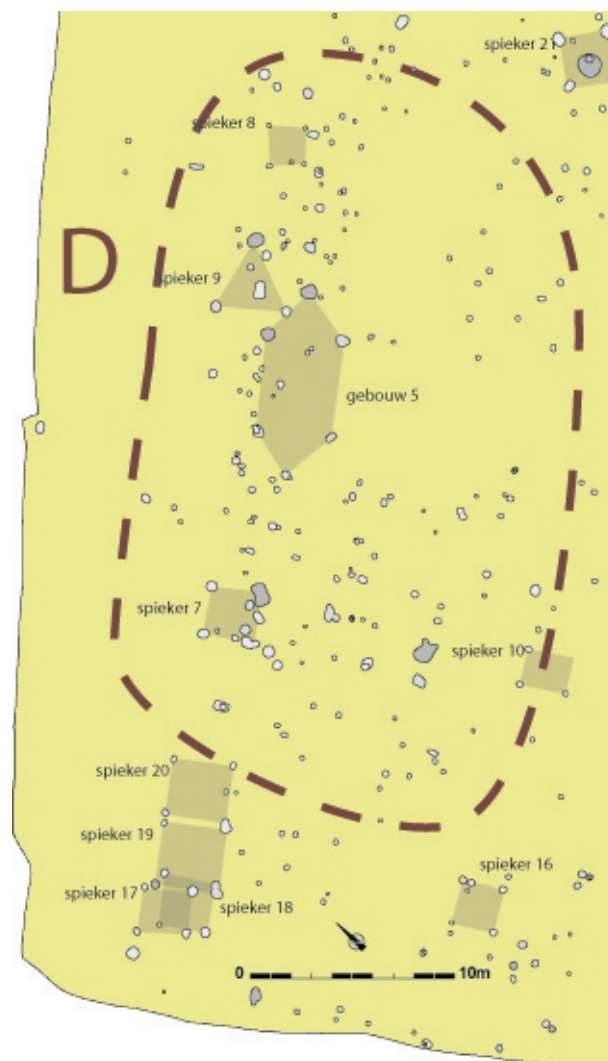 spieker 21
spieker 8
D
spieker 9
gebouw 5
spieker 7
spieker 10
spieker 20
spieker 19
spieker 16
spieker 17
spieker 18
0 10m